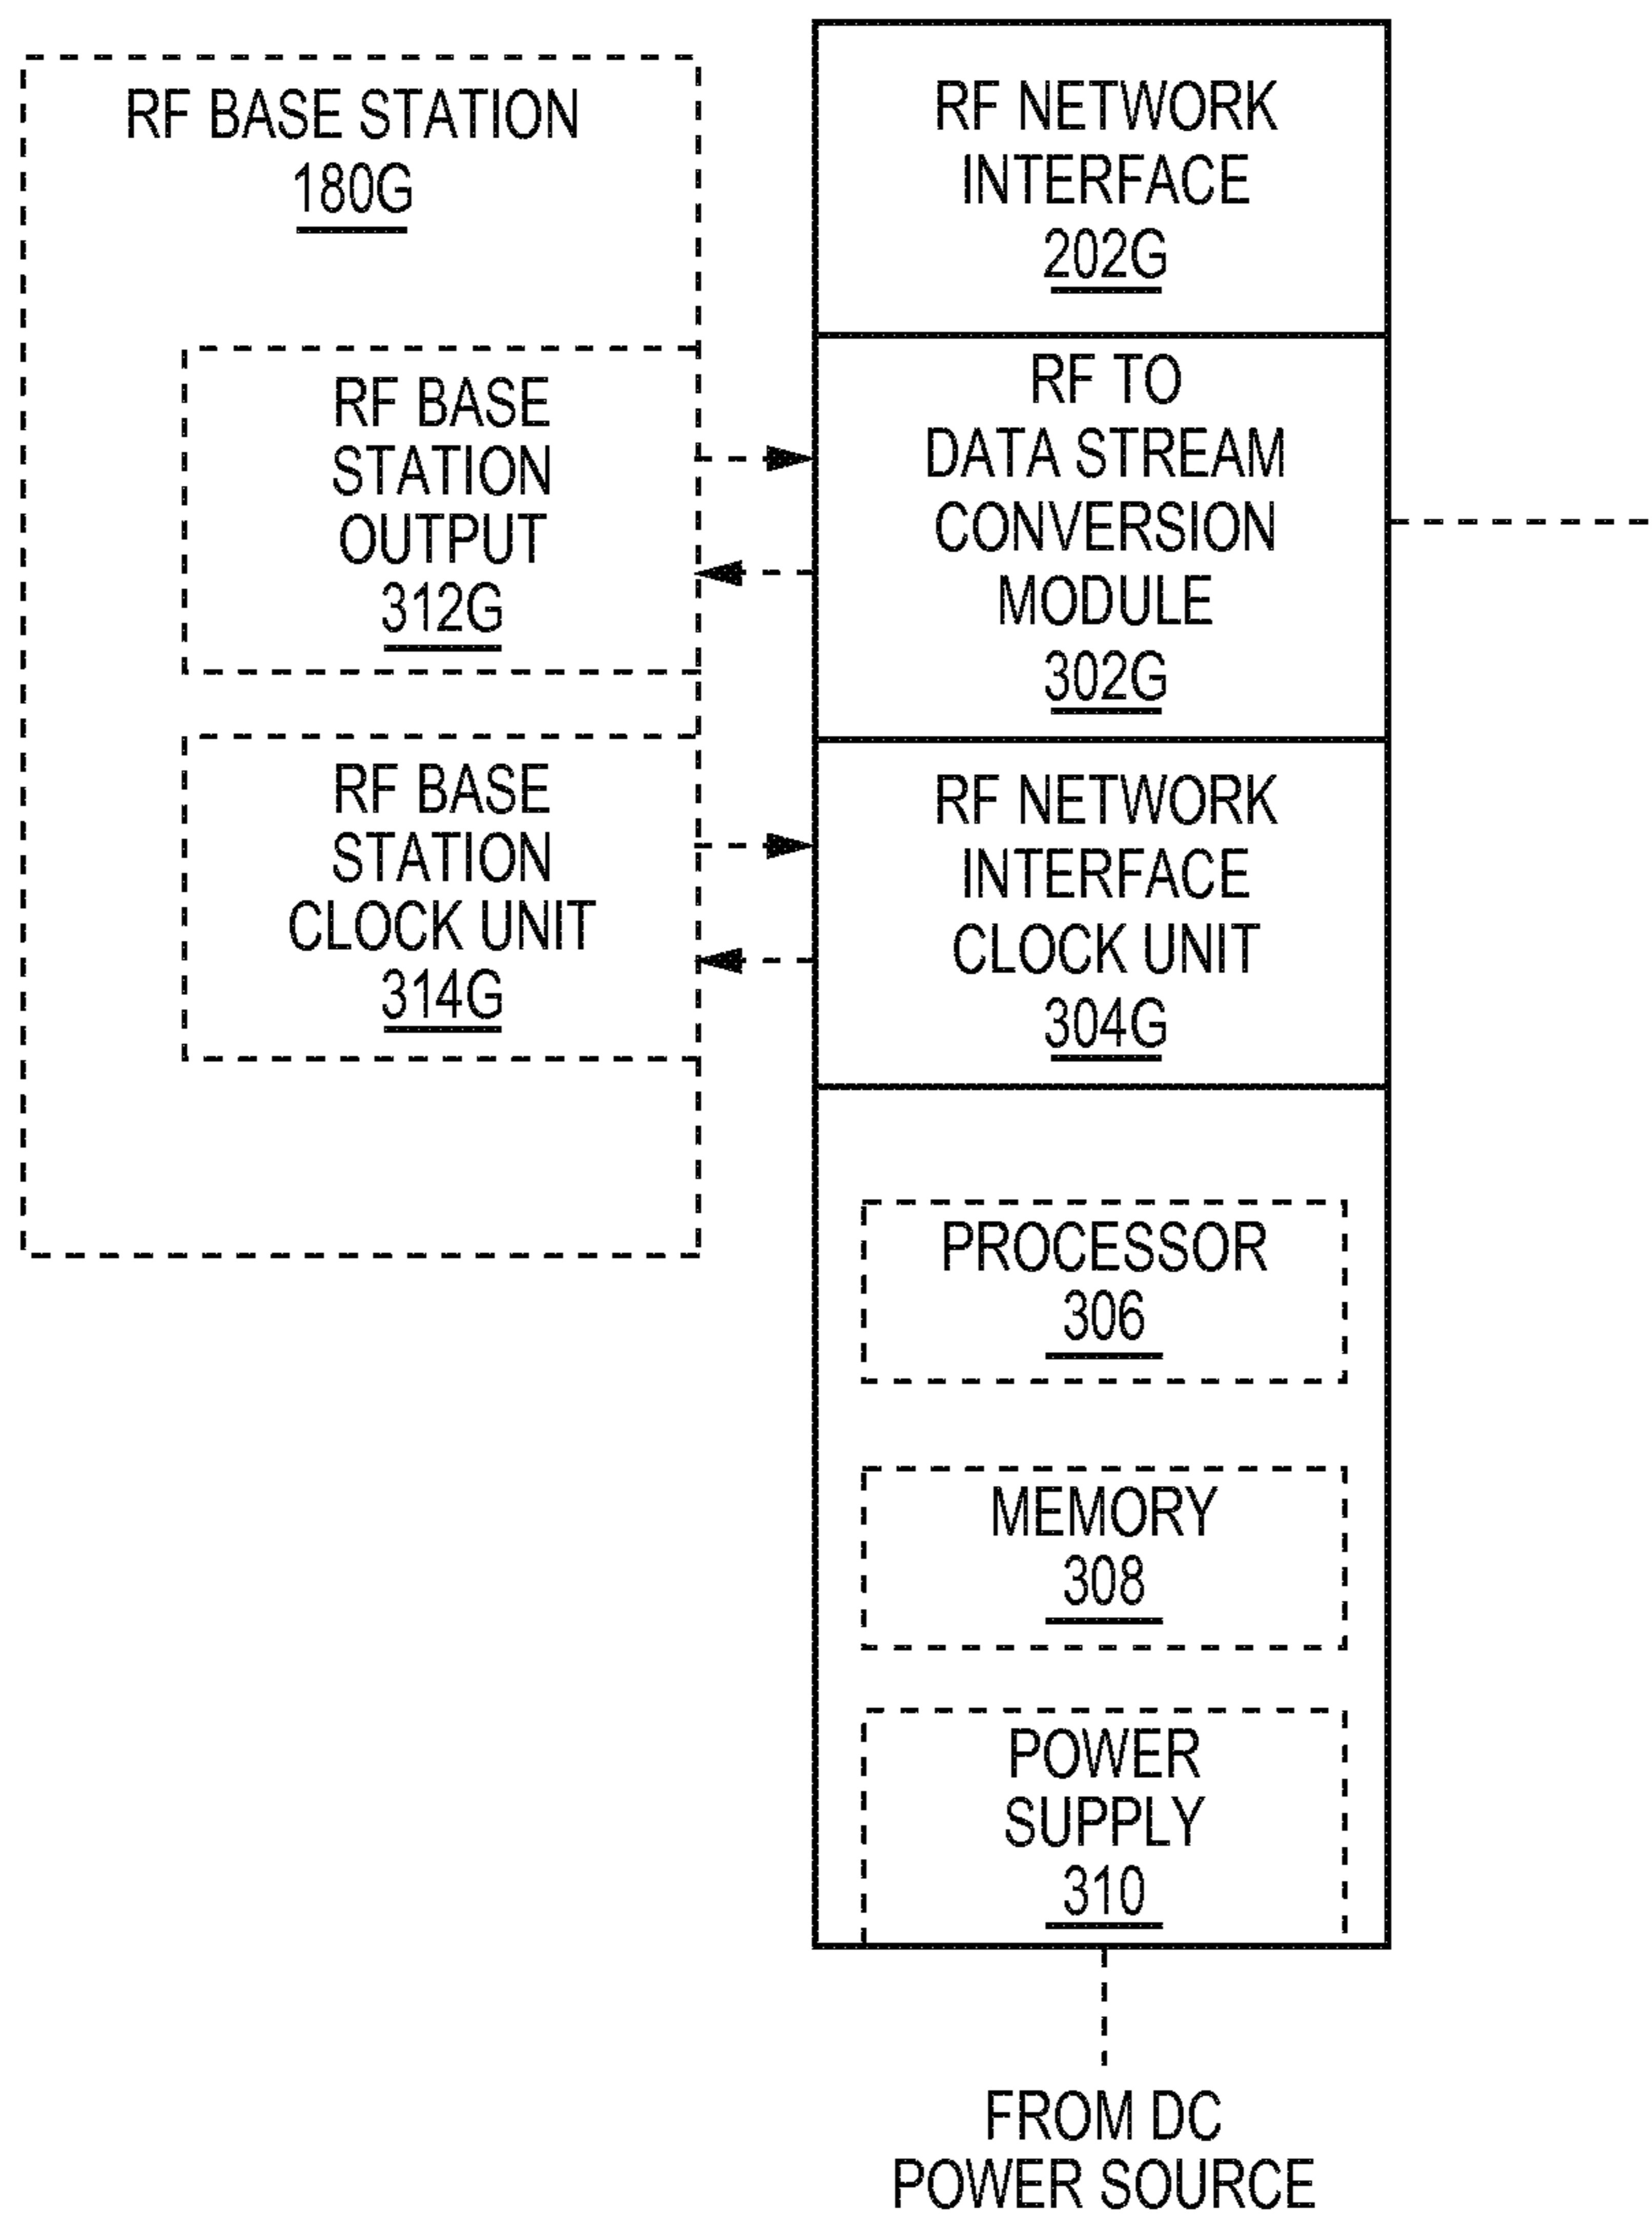 RF BASE STATION
180G
RF BASE
STATION
OUTPUT
312G
RF BASE
STATION
CLOCK UNIT
314G
RF NETWORK
INTERFACE
202G
RF TO
DATA STREAM
CONVERSION
MODULE
302G
RF NETWORK
INTERFACE
CLOCK UNIT
304G
PROCESSOR
306
MEMORY
308
POWER
SUPPLY
310
FROM DC
POWER SOURCE